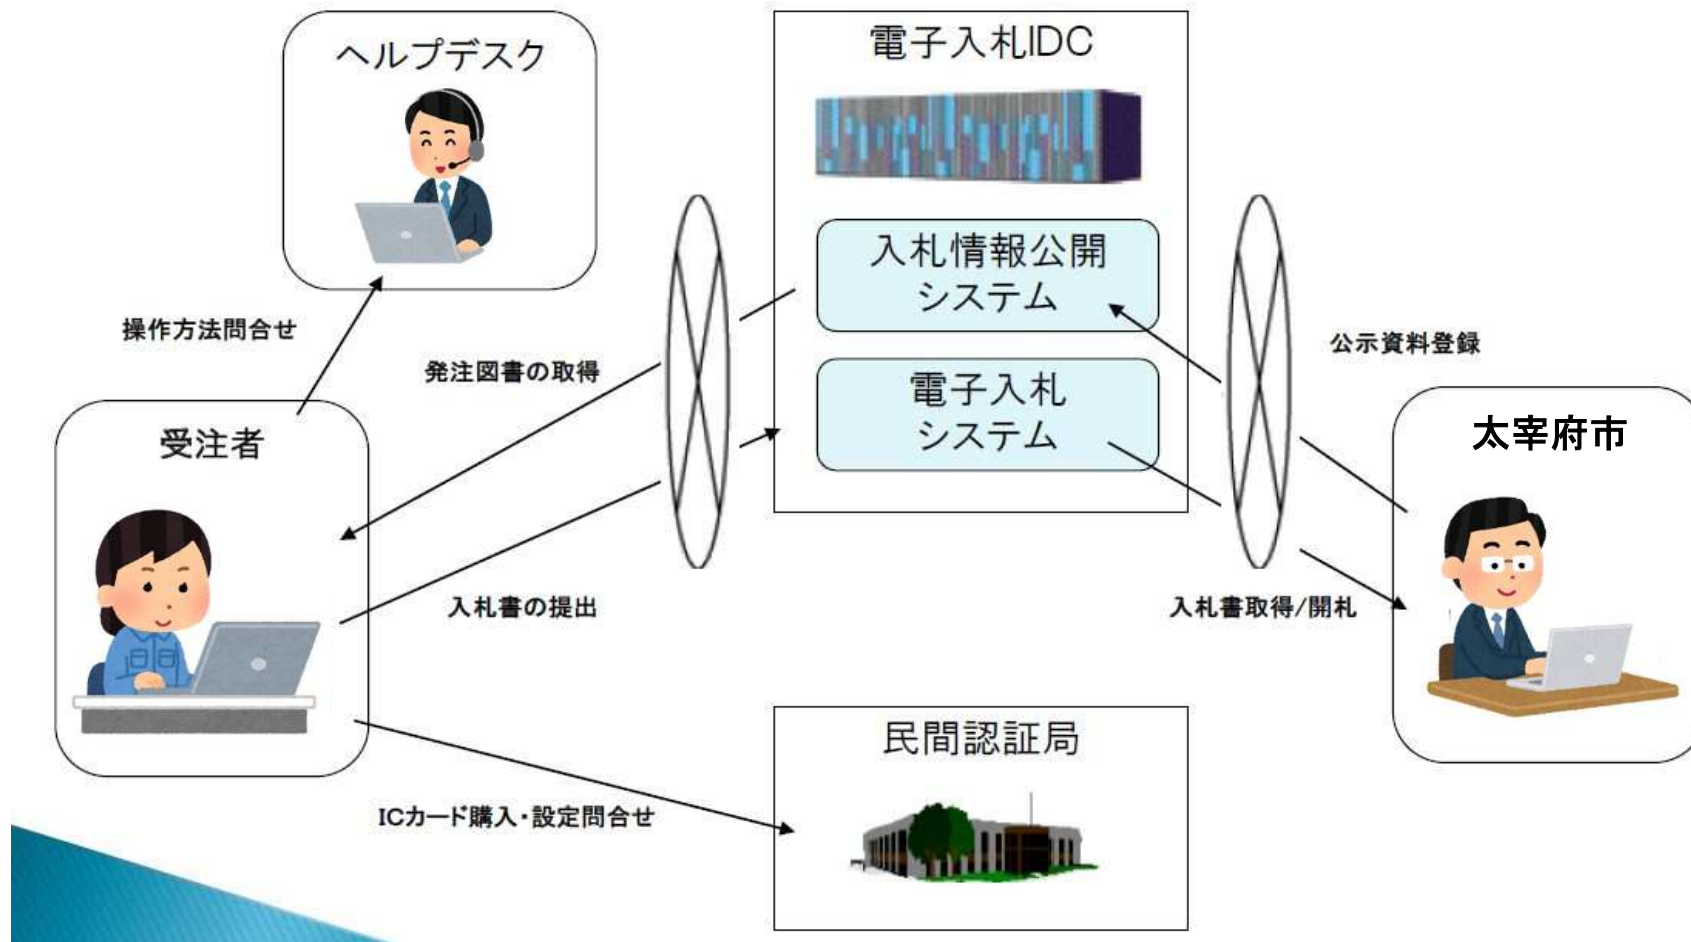 ヘルプデスク
電子入札IDC
入札情報公開
システム
操作方法問合せ
公示資料登録
発注図書の取得
電子入札
システム
受注者
太宰府市
入札書の提出
入札書取得/開札
民間認証局
ICカード購入・設定問合せ